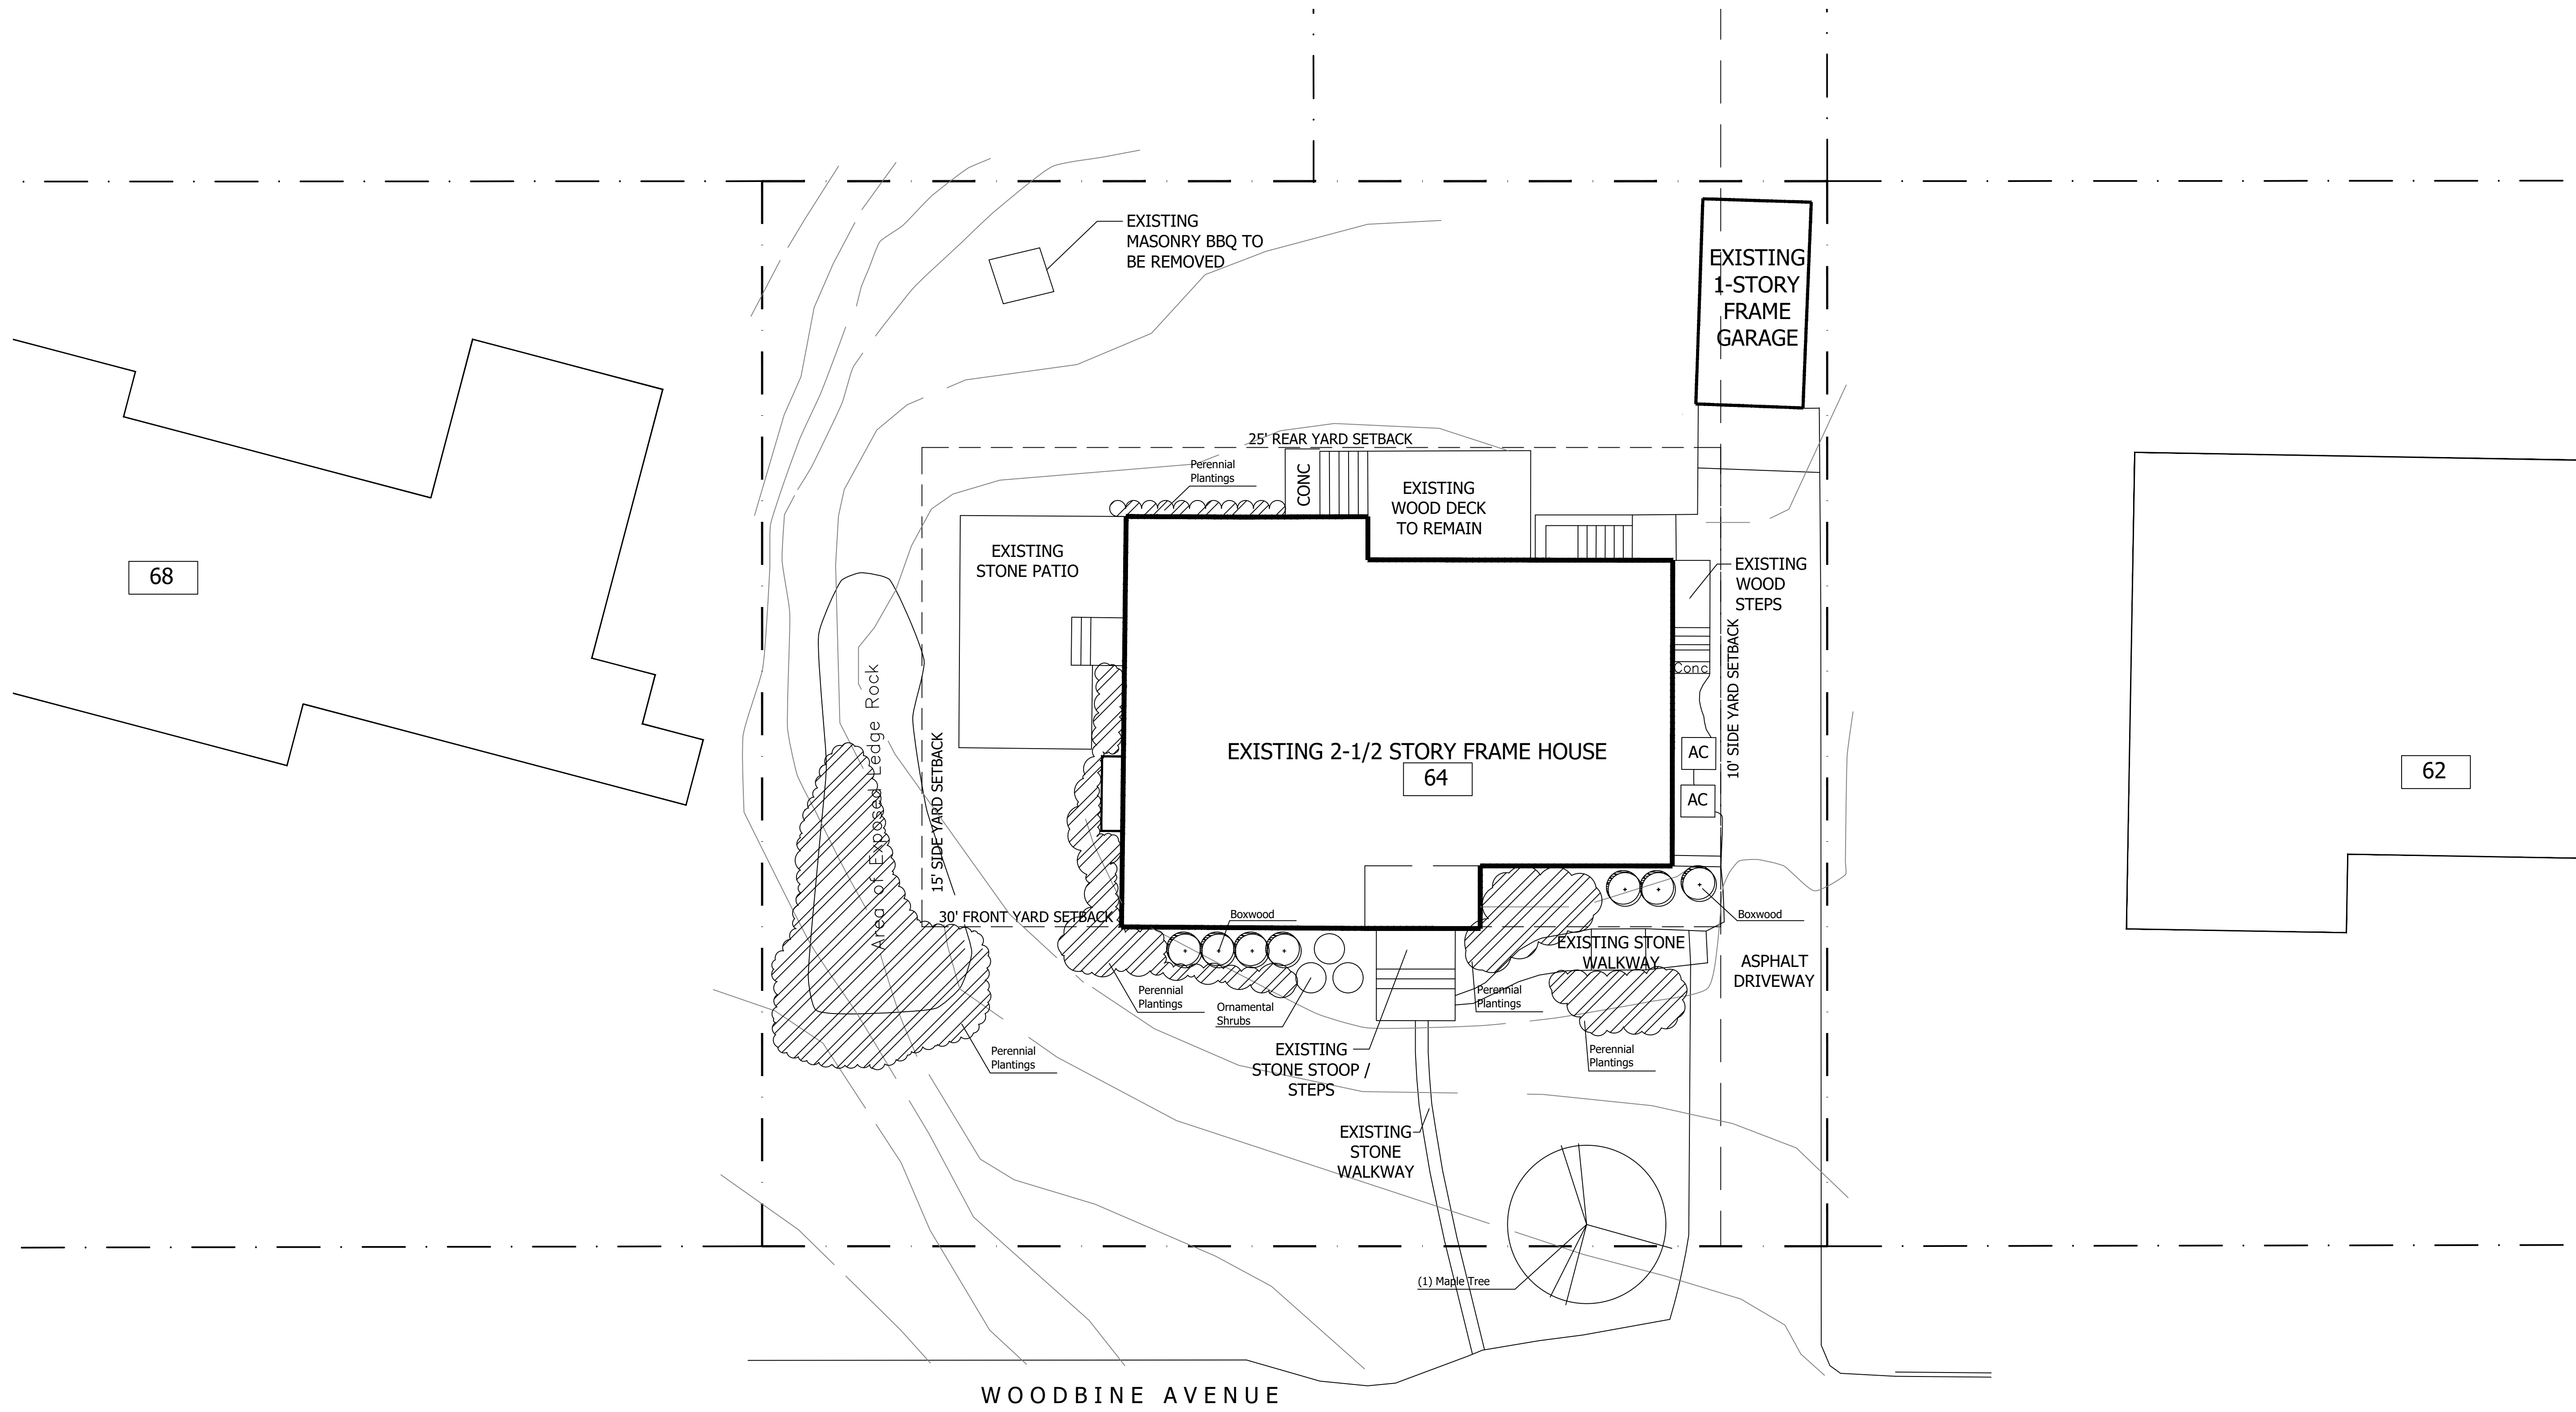 EXISTING
MASONRY BBQ TO
BE REMOVED
EXISTING
1-STORY
FRAME
GARAGE
25' REAR YARD SETBACK
Perennial
Plantings
CONC
EXISTING
WOOD DECK
TO REMAIN
EXISTING
STONE PATIO
EXISTING
WOOD
STEPS
68
Conc
10' SIDE YARD SETBACK
Area of Exposed Ledge Rock
15' SIDE YARD SETBACK
EXISTING 2-1/2 STORY FRAME HOUSE
64
AC
AC
62
30' FRONT YARD SETBACK
Boxwood
Boxwood
EXISTING STONE
WALKWAY
ASPHALT
DRIVEWAY
Perennial
Plantings
Ornamental
Shrubs
Perennial
Plantings
Perennial
Plantings
EXISTING
STONE STOOP /
STEPS
Perennial
Plantings
EXISTING
STONE
WALKWAY
(1) Maple Tree
WOODBINE AVENUE